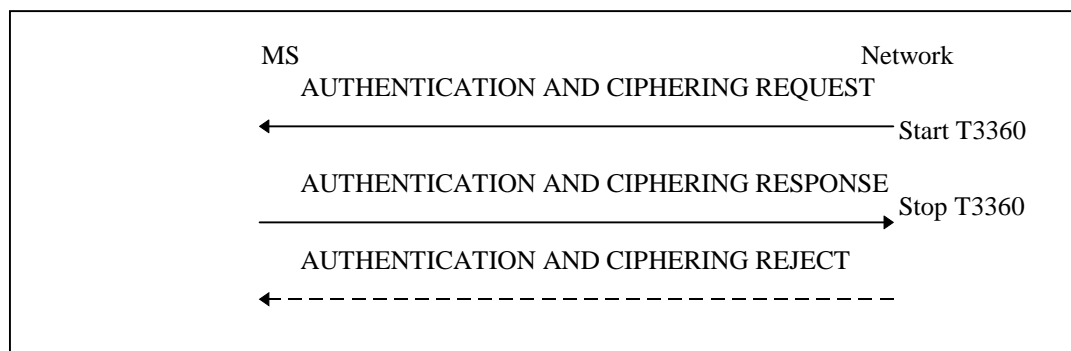 MS Network
AUTHENTICATION AND CIPHERING REQUEST
Start T3360
AUTHENTICATION AND CIPHERING RESPONSE
Stop T3360
AUTHENTICATION AND CIPHERING REJECT